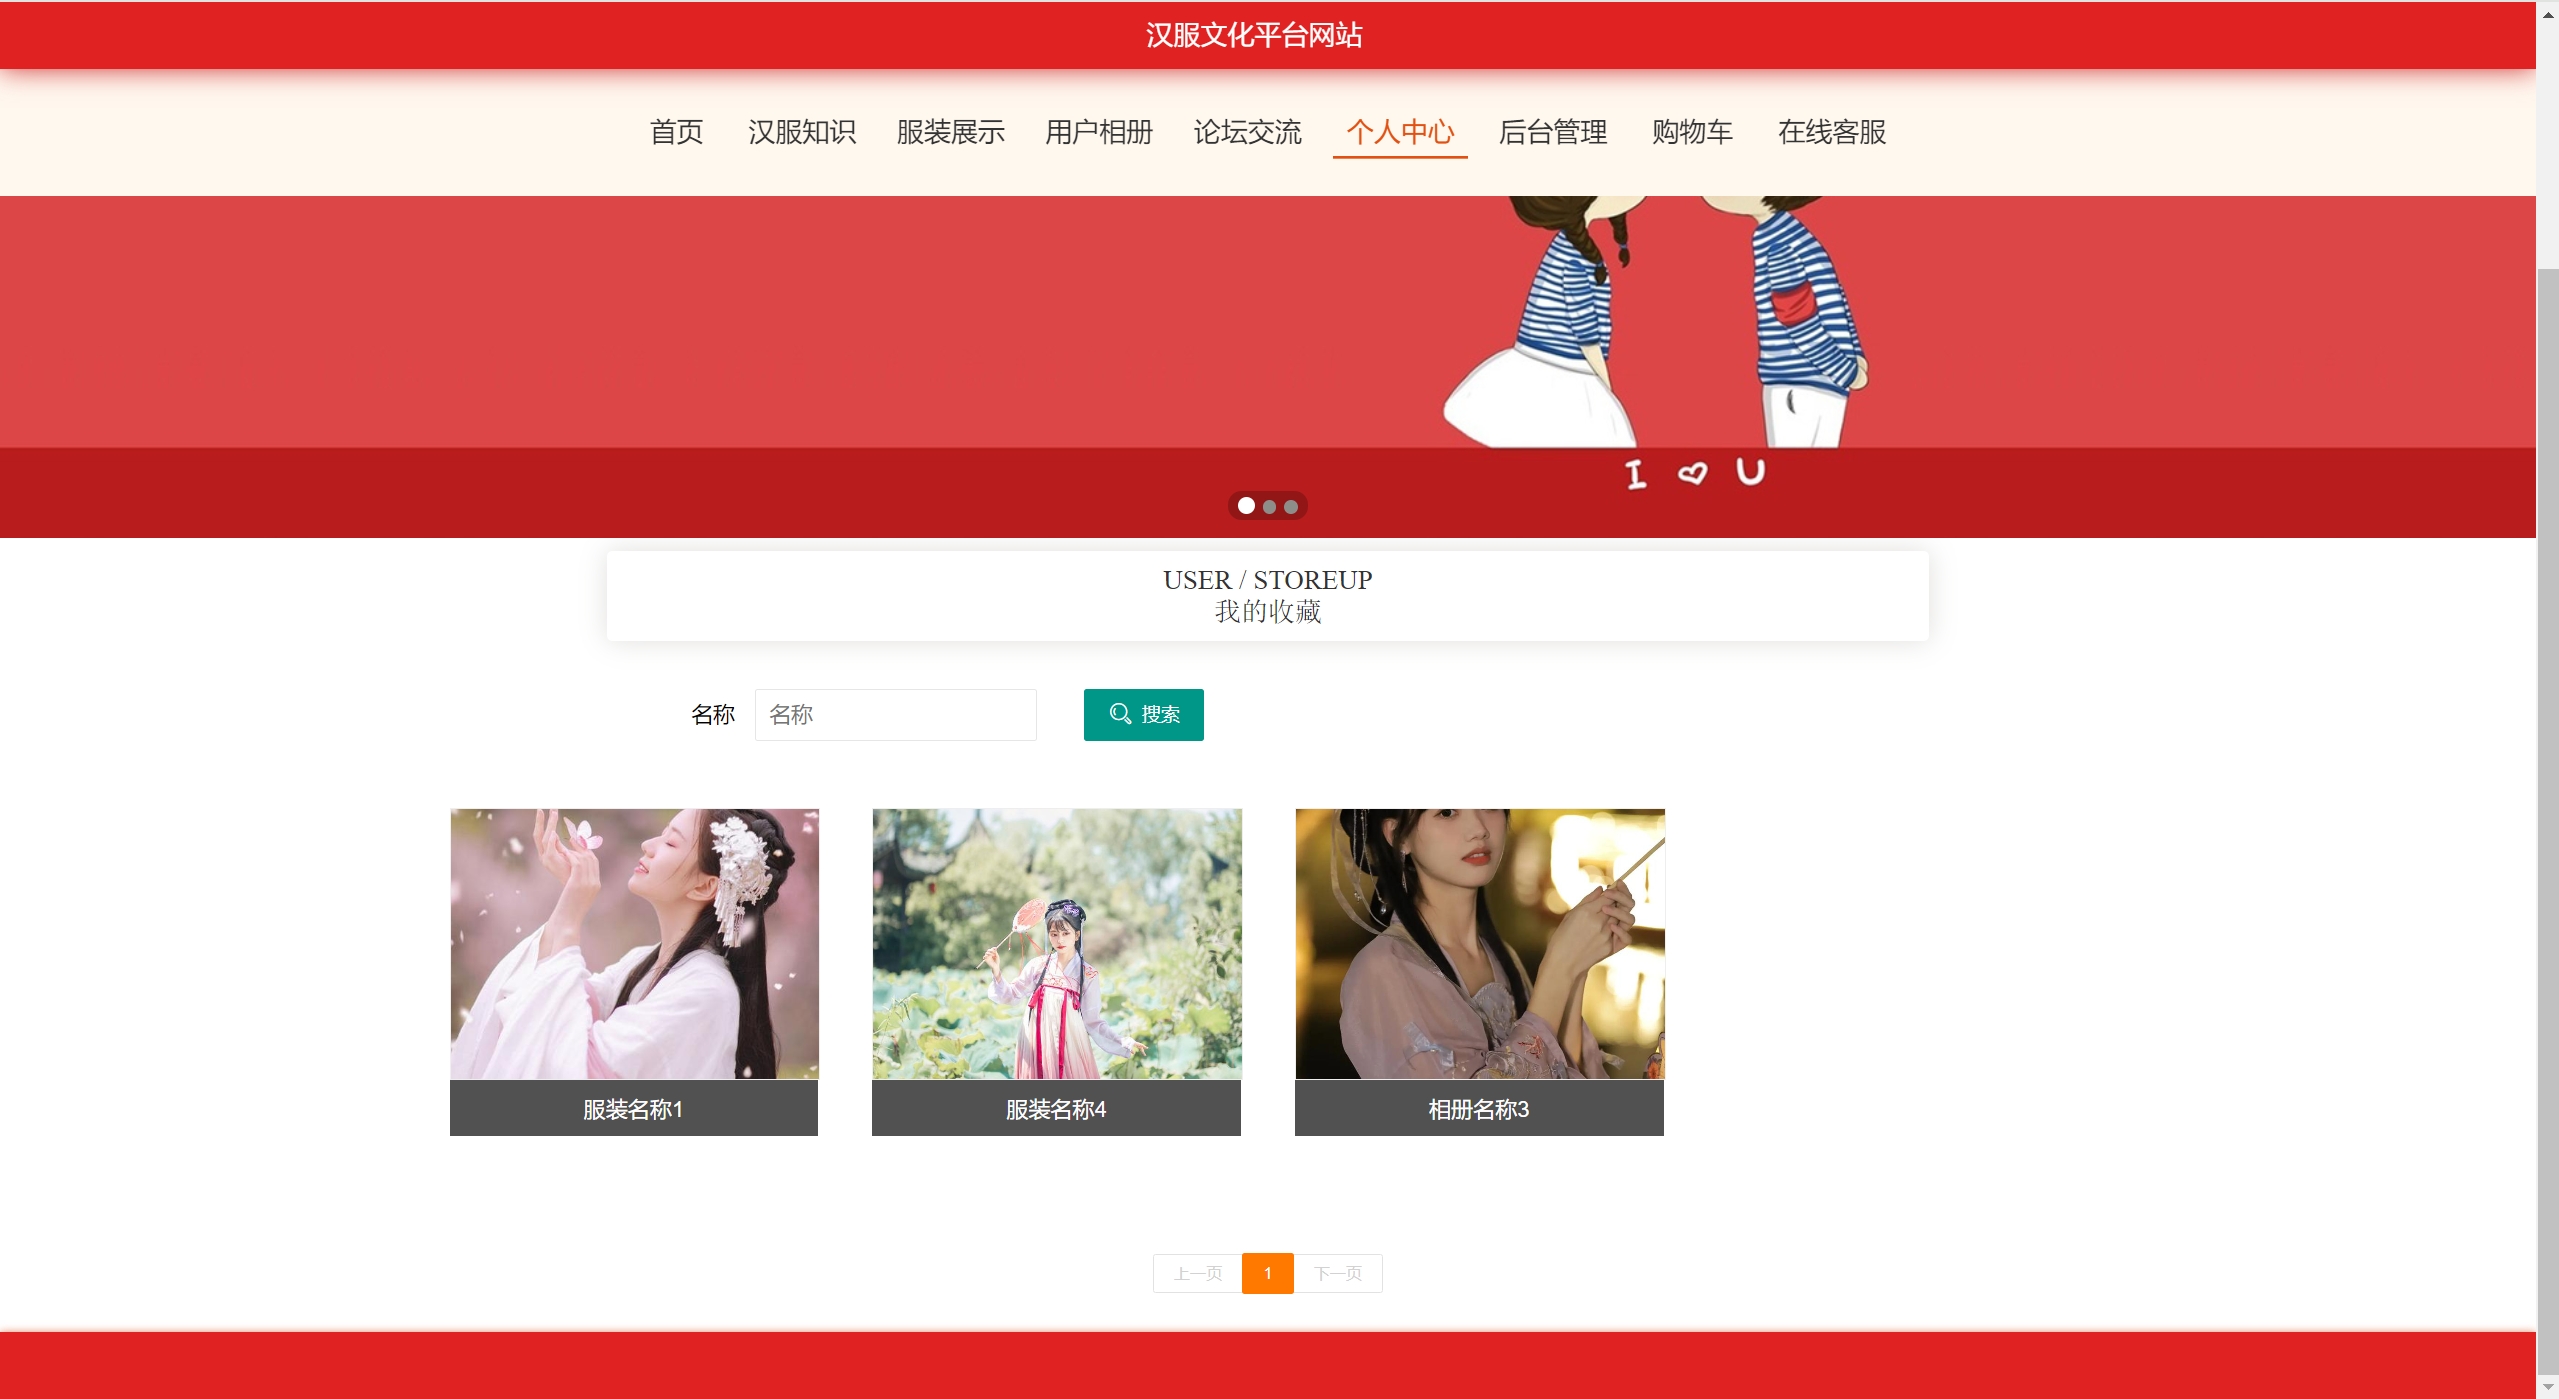 汉服文化平台网站
首页 汉服知识 服装展示 用户相册 论坛交流 个人中心 后台管理 购物车 在线客服
I ♡ U
USER / STOREUP
我的收藏
名称 名称 搜索
服装名称1 服装名称4 相册名称3
上一页 1 下一页